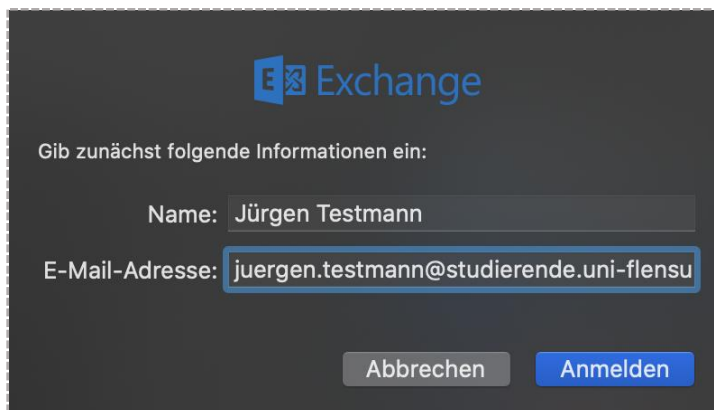 Exchange
Gib zunächst folgende Informationen ein:
Name: Jürgen Testmann
E-Mail-Adresse: juergen.testmann@studierende.uni-flensu
Abbrechen Anmelden